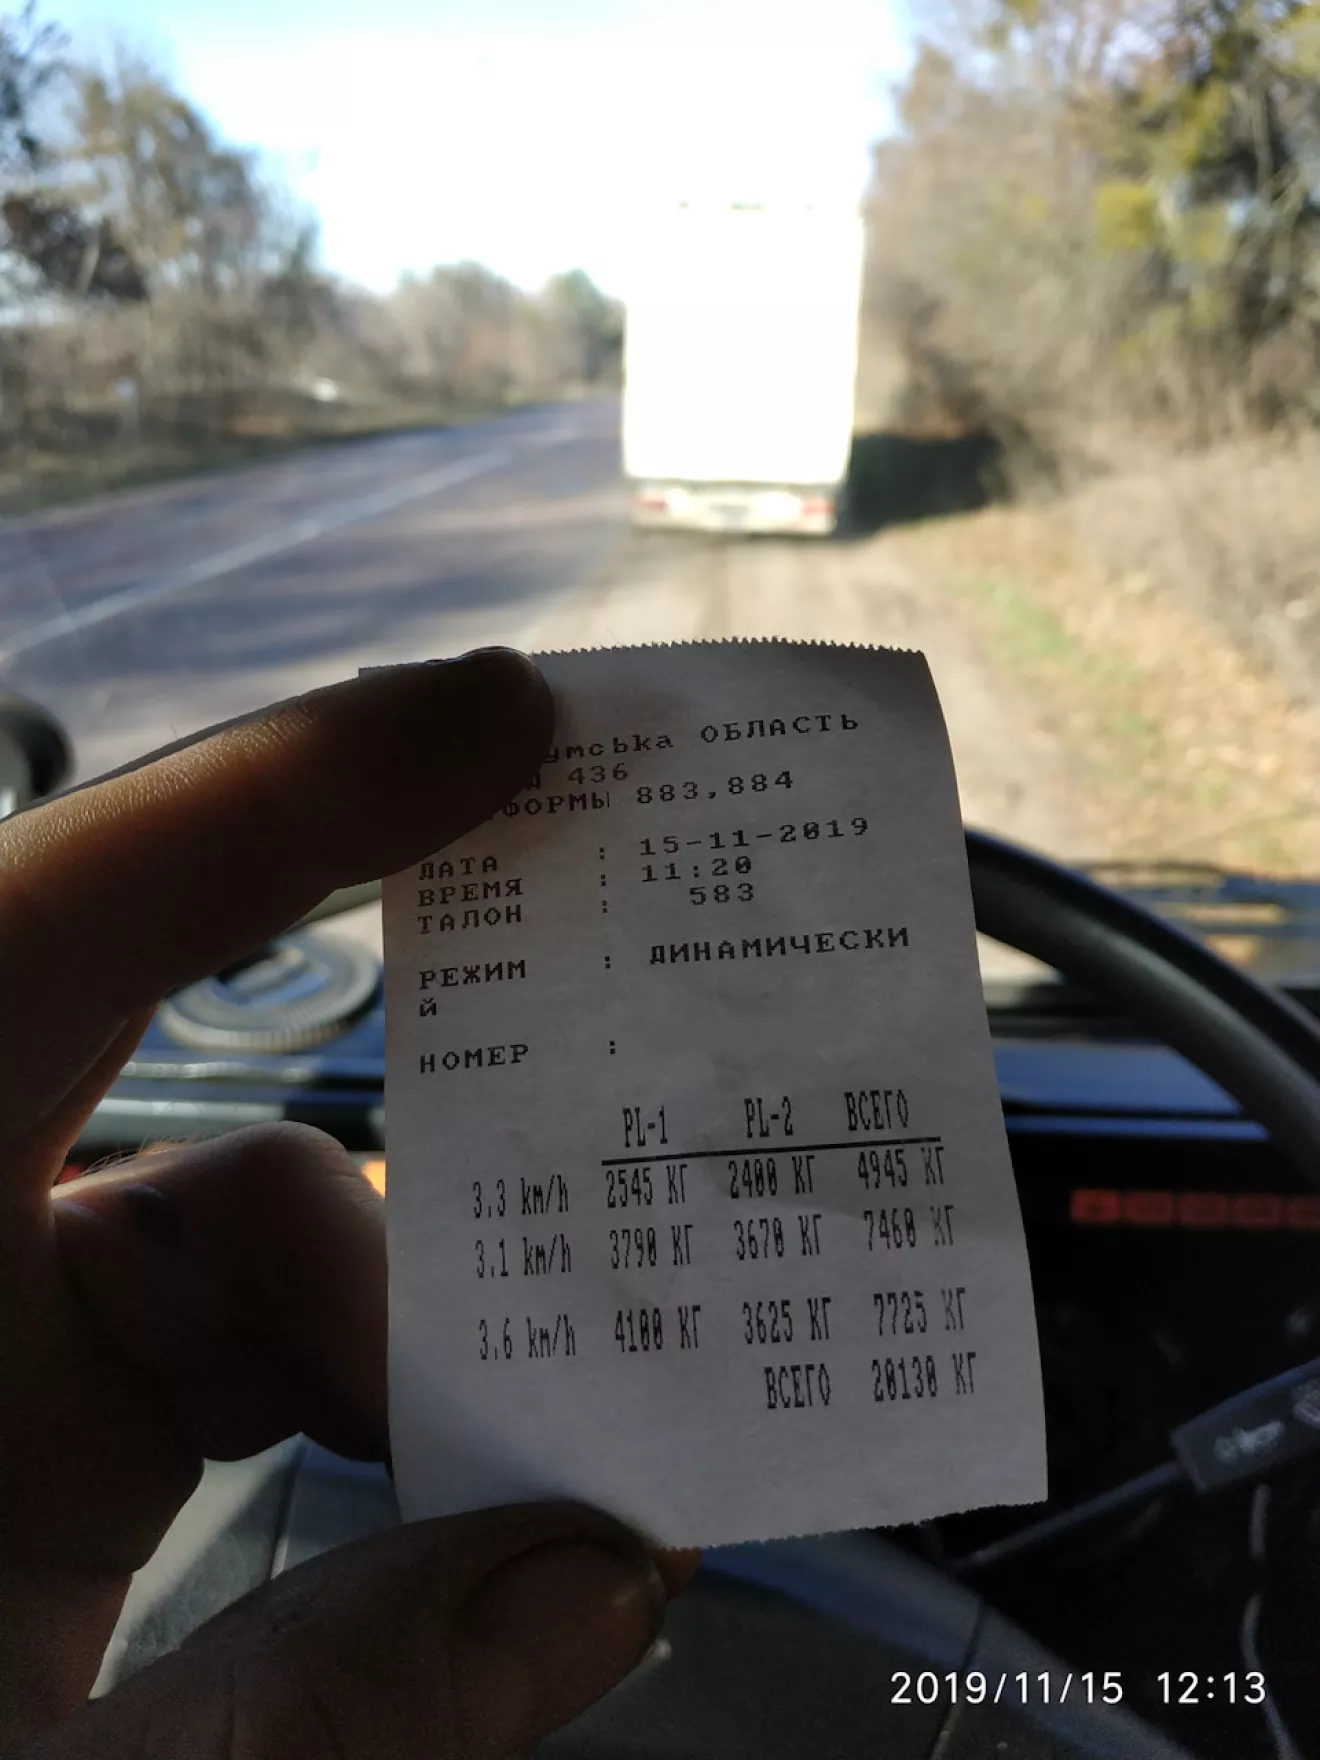 умсьka ОБЛАСТЬ
436
ФОРМЫ 883,884
ДАТА : 15-11-2019
ВРЕМЯ : 11:20
ТАЛОН : 583
РЕЖИМ : ДИНАМИЧЕСКИ
й
НОМЕР :
PL-1 PL-2 ВСЕГО
3.3 km/h 2545 КГ 2400 КГ 4945 КГ
3.1 km/h 3790 КГ 3670 КГ 7460 КГ
3.6 km/h 4100 КГ 3625 КГ 7725 КГ
ВСЕГО 20130 КГ
2019/11/15 12:13